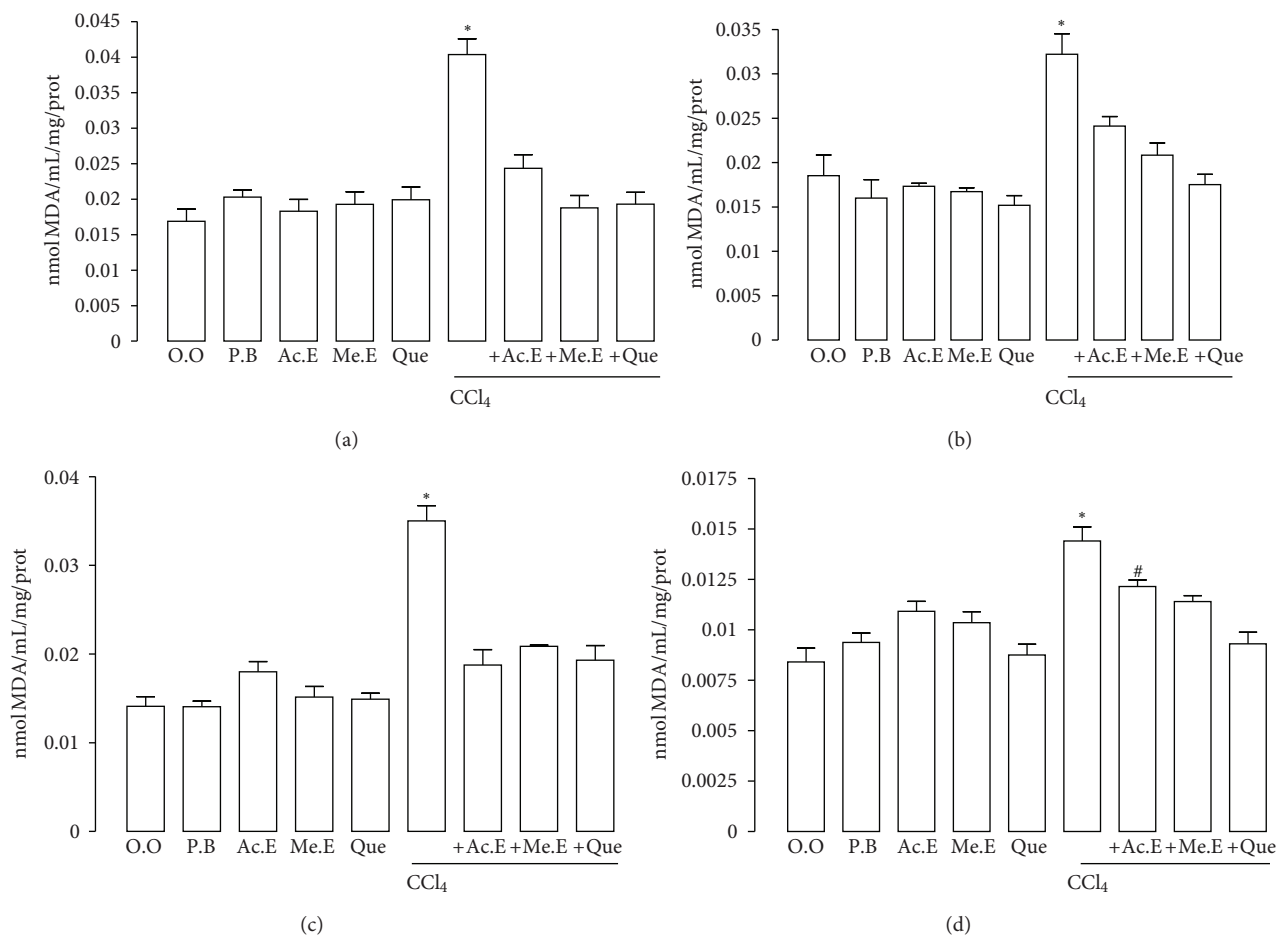 nmol MDA/mL/mg/prot
0.045
0.04
0.045
0.03
0.025
0.02
0.015
0.01
0.005
0
*
O.O P.B Ac.E Me.E Que +Ac.E +Me.E +Que
CCl₄
(a)
nmol MDA/mL/mg/prot
0.035
0.03
0.025
0.02
0.015
0.01
0.005
0
*
O.O P.B Ac.E Me.E Que +Ac.E +Me.E +Que
CCl₄
(b)
nmol MDA/mL/mg/prot
0.04
0.03
0.02
0.01
0
*
O.O P.B Ac.E Me.E Que +Ac.E +Me.E +Que
CCl₄
(c)
nmol MDA/mL/mg/prot
0.0175
0.015
0.0125
0.01
0.0075
0.005
0.0025
0
*
#
O.O P.B Ac.E Me.E Que +Ac.E +Me.E +Que
CCl₄
(d)